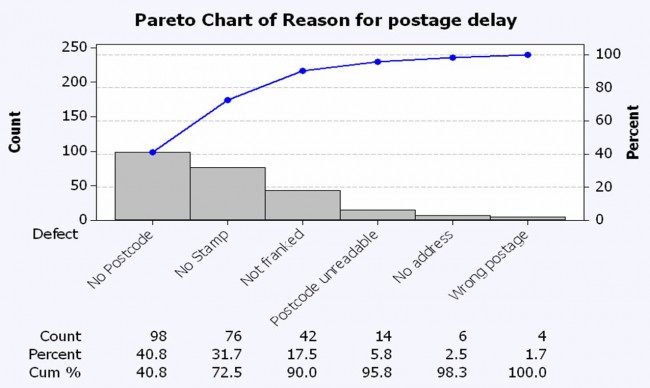 Pareto Chart of Reason for postage delay
250
200
150
100
50
0
Count
100
80
60
40
20
0
Percent
Defect
No Postcode
No Stamp
Not franked
Postcode unreadable
No address
Wrong postage
Count 98 76 42 14 6 4
Percent 40.8 31.7 17.5 5.8 2.5 1.7
Cum % 40.8 72.5 90.0 95.8 98.3 100.0